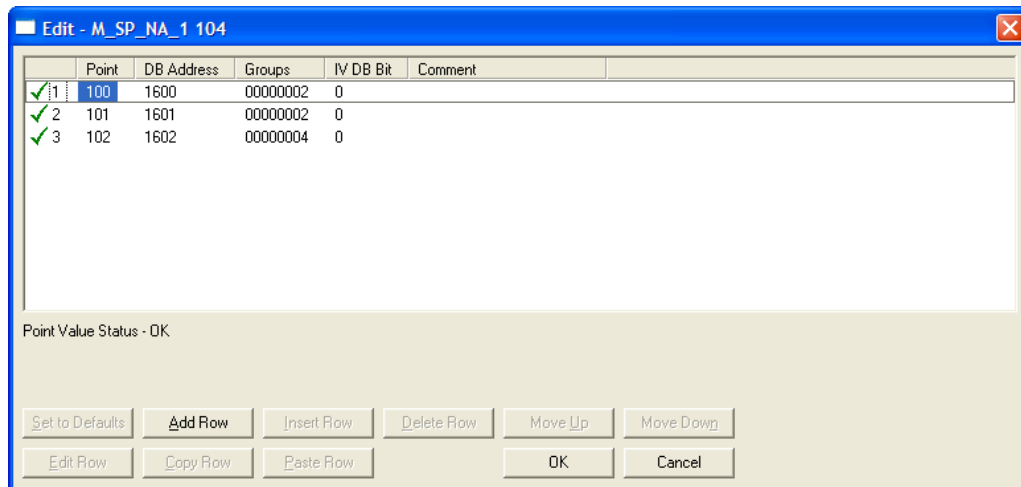 Edit - M_SP_NA_1 104
Point DB Address Groups IV DB Bit Comment
1 100 1600 00000002 0
2 101 1601 00000002 0
3 102 1602 00000004 0
Point Value Status - OK
Set to Defaults Add Row Insert Row Delete Row Move Up Move Down
Edit Row Copy Row Paste Row OK Cancel